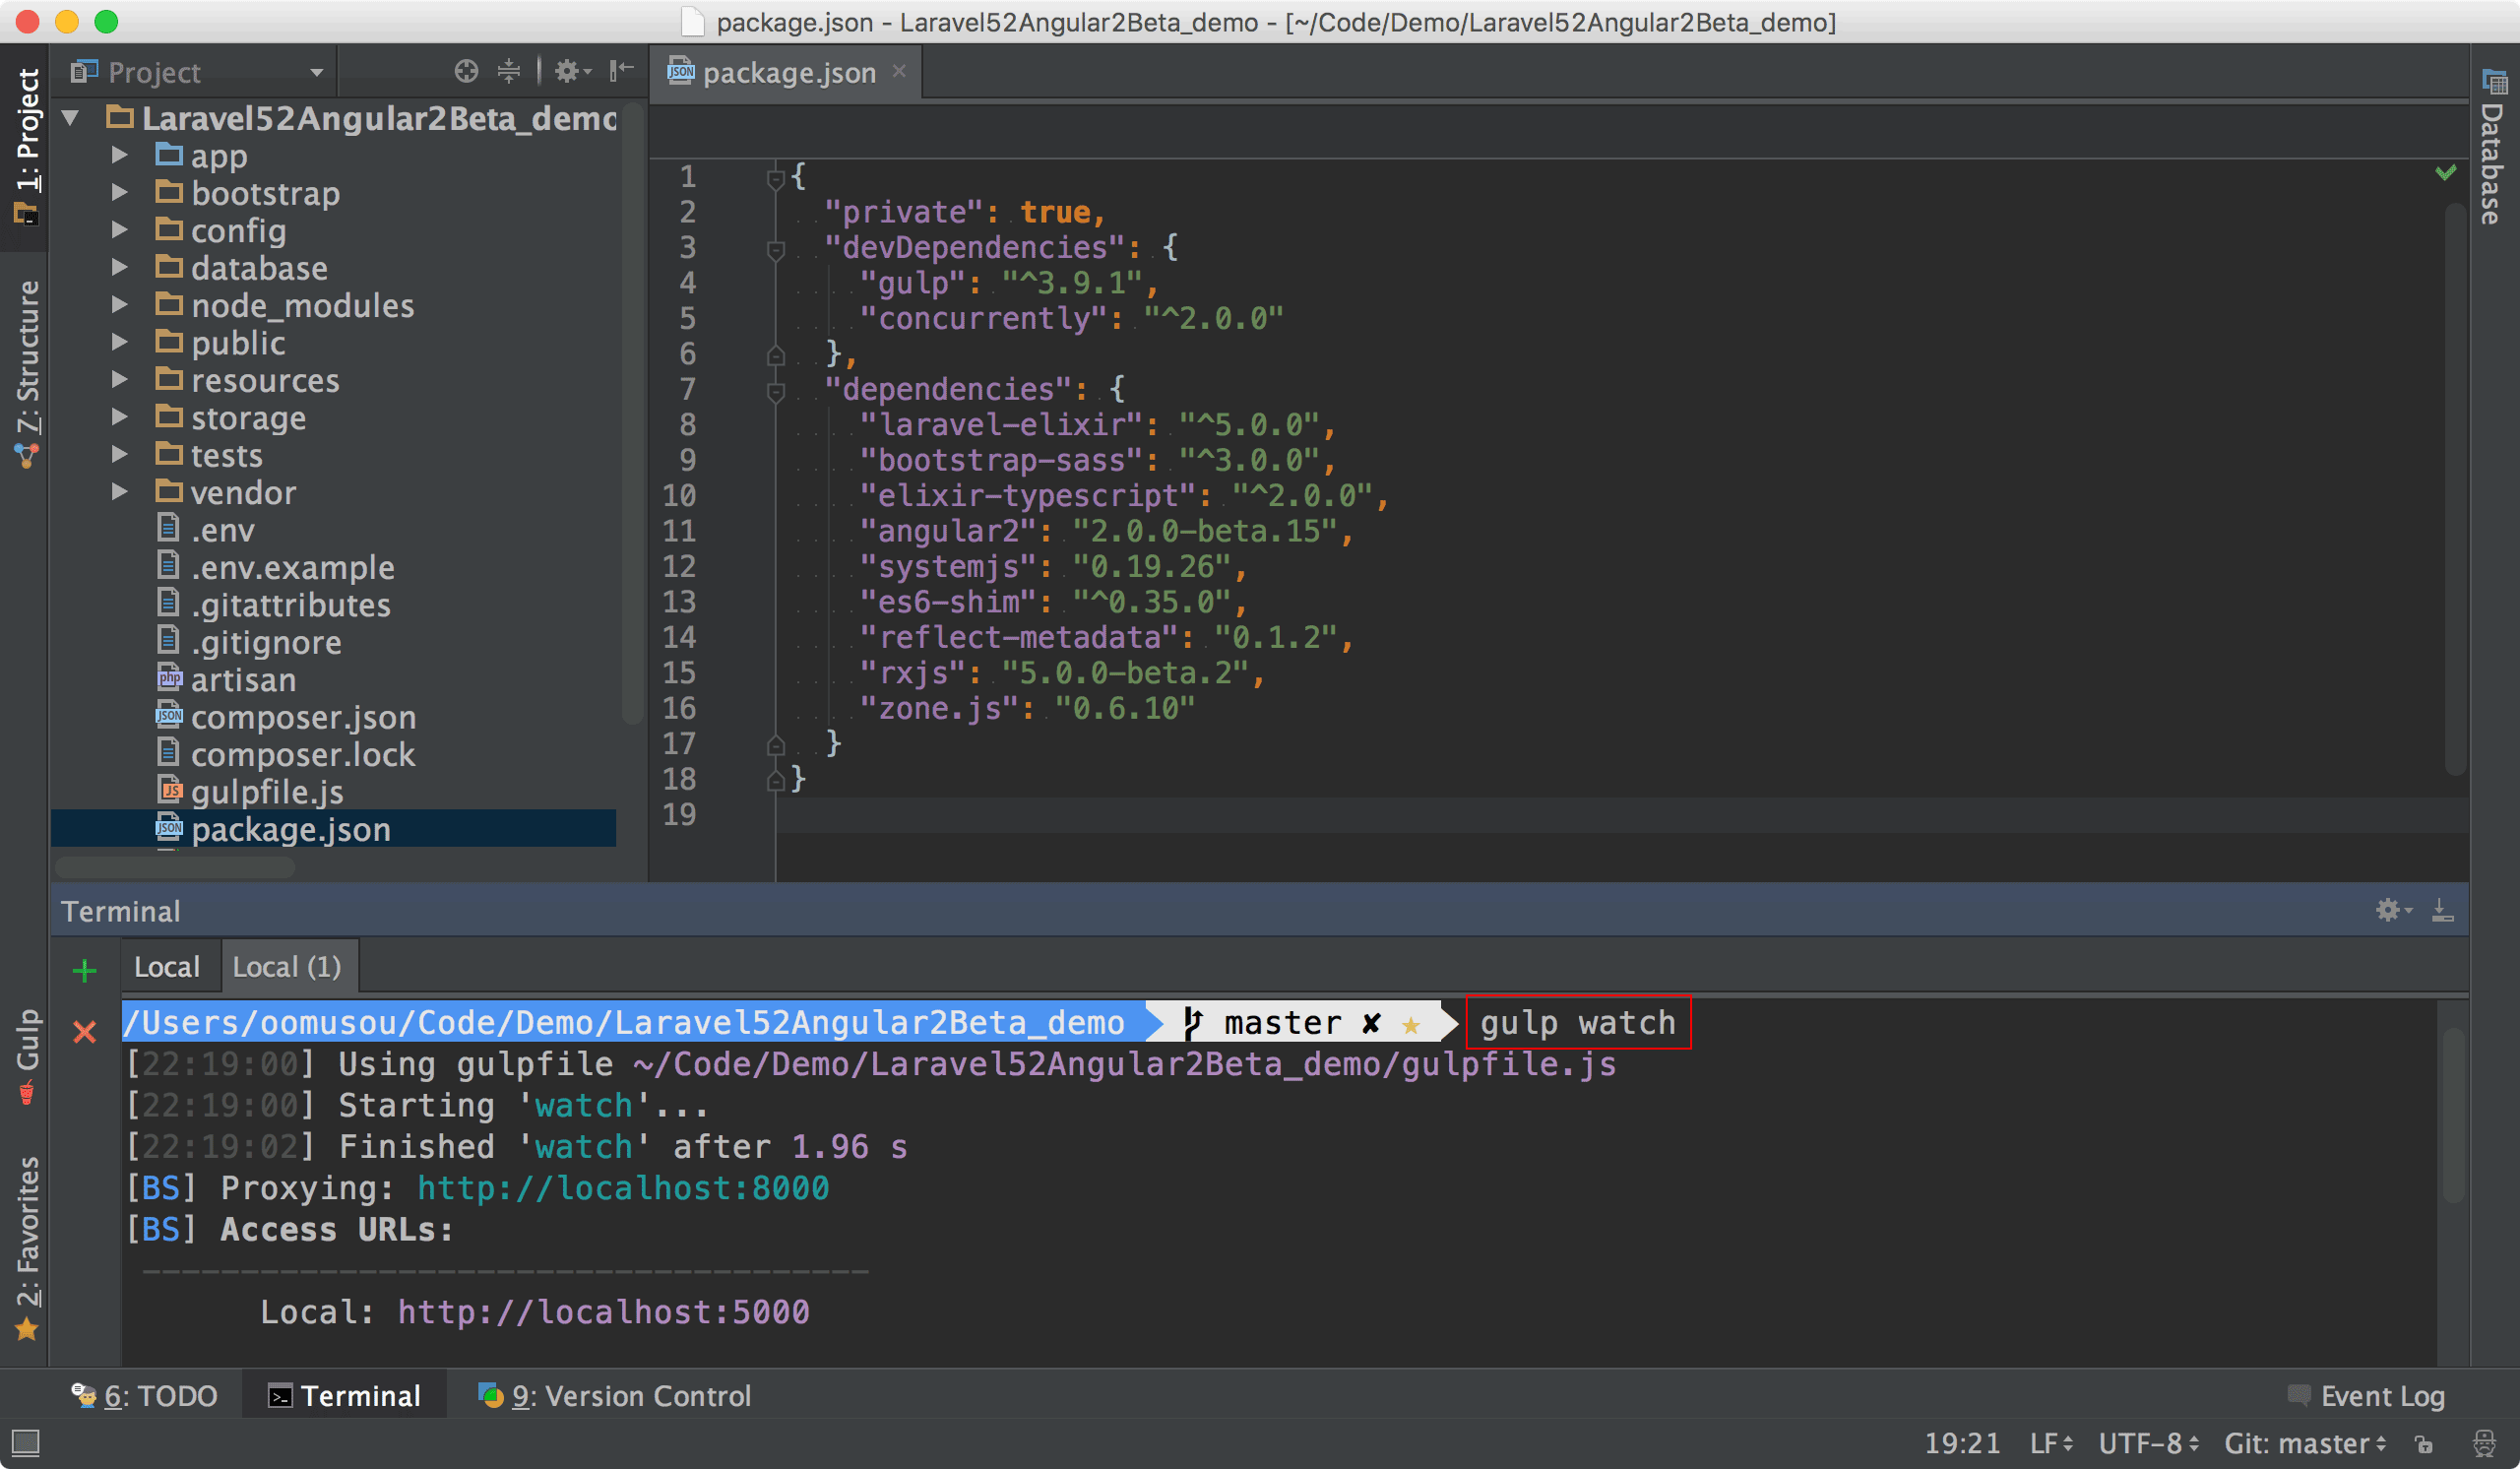 package.json - Laravel52Angular2Beta_demo - [~/Code/Demo/Laravel52Angular2Beta_demo]
1: Project
7: Structure
Gulp
2: Favorites
Project
Laravel52Angular2Beta_demo
app
bootstrap
config
database
node_modules
public
resources
storage
tests
vendor
.env
.env.example
.gitattributes
.gitignore
artisan
composer.json
composer.lock
gulpfile.js
package.json
package.json
1 {
2 "private": true,
3 "devDependencies": {
4 "gulp": "^3.9.1",
5 "concurrently": "^2.0.0"
6 },
7 "dependencies": {
8 "laravel-elixir": "^5.0.0",
9 "bootstrap-sass": "^3.0.0",
10 "elixir-typescript": "^2.0.0",
11 "angular2": "2.0.0-beta.15",
12 "systemjs": "0.19.26",
13 "es6-shim": "^0.35.0",
14 "reflect-metadata": "0.1.2",
15 "rxjs": "5.0.0-beta.2",
16 "zone.js": "0.6.10"
17 }
18 }
19
Database
Terminal
Local Local (1)
/Users/oomusou/Code/Demo/Laravel52Angular2Beta_demo master ✘ ★ gulp watch
[22:19:00] Using gulpfile ~/Code/Demo/Laravel52Angular2Beta_demo/gulpfile.js
[22:19:00] Starting 'watch'...
[22:19:02] Finished 'watch' after 1.96 s
[BS] Proxying: http://localhost:8000
[BS] Access URLs:
-------------------------------------
Local: http://localhost:5000
6: TODO Terminal 9: Version Control Event Log
19:21 LF UTF-8 Git: master